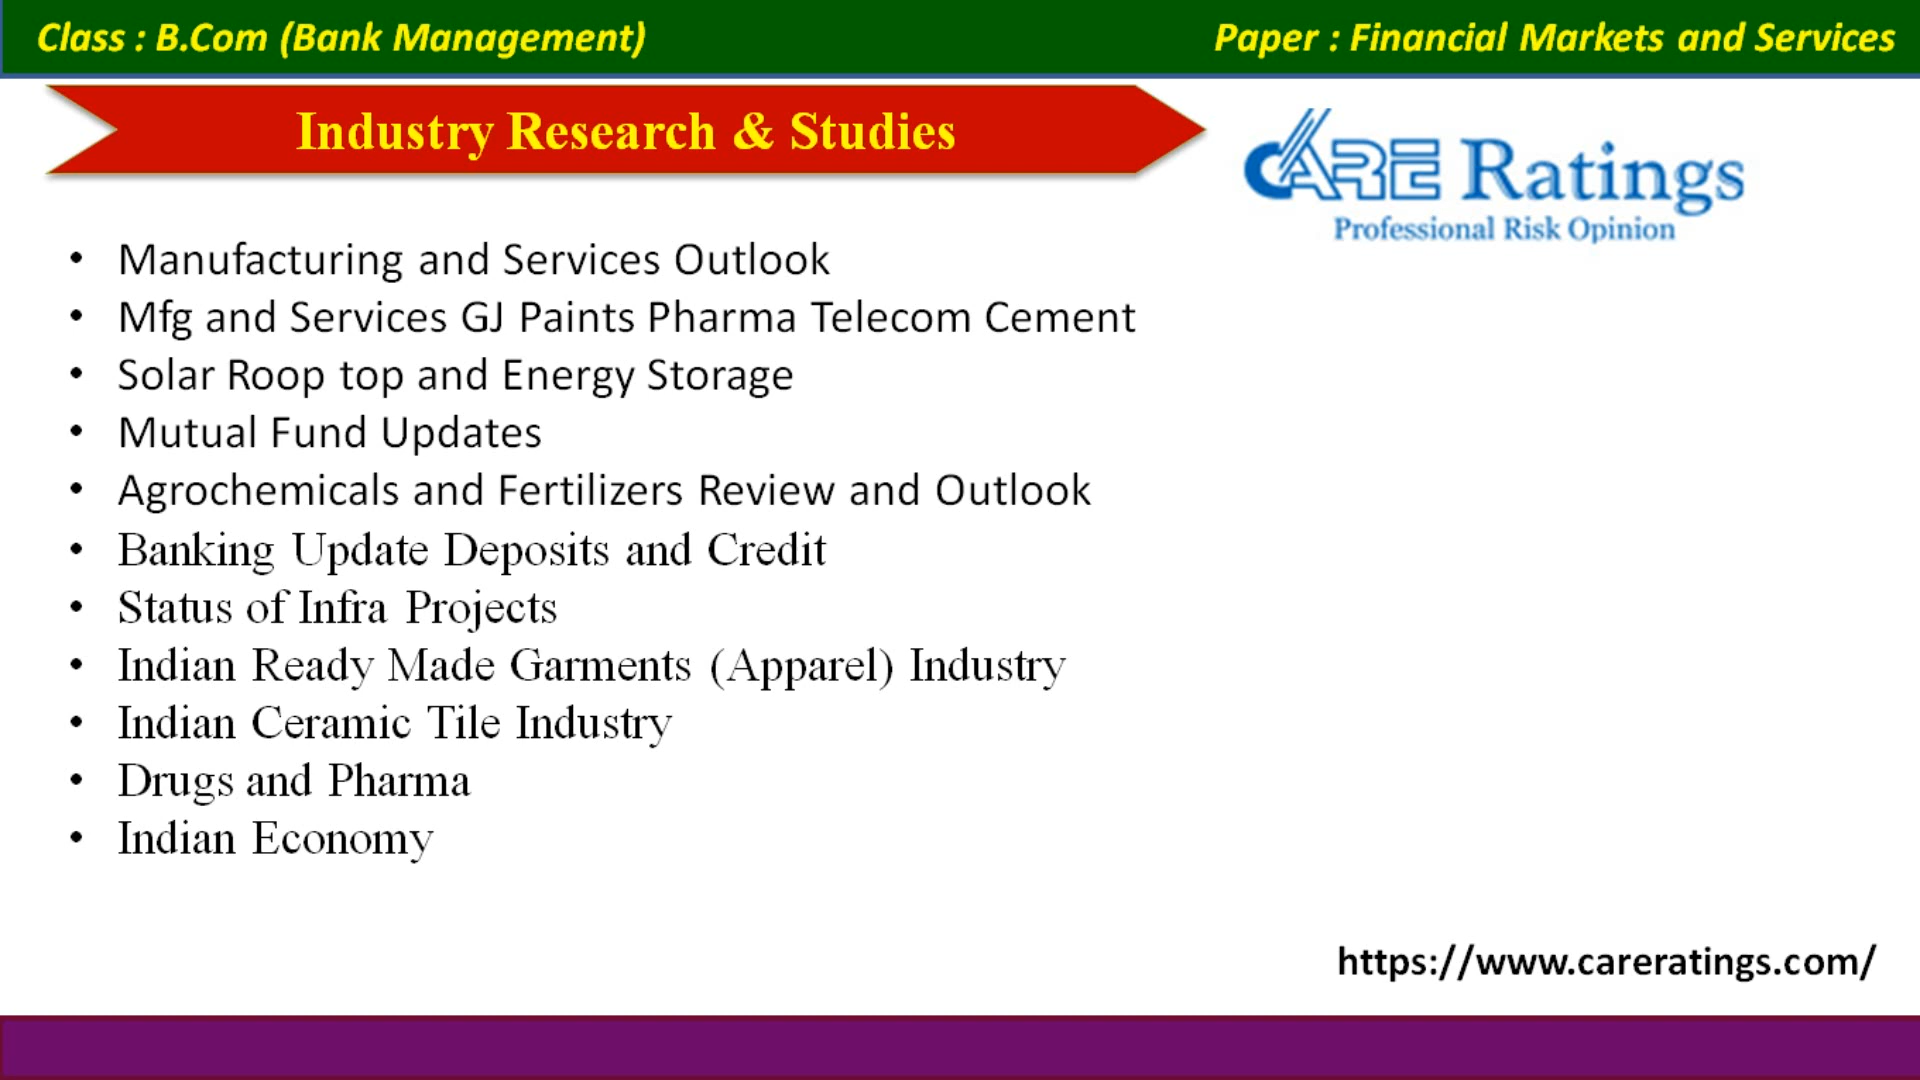 Class : B.Com (Bank Management)
Paper : Financial Markets and Services
Industry Research & Studies
CARE Ratings
Professional Risk Opinion
• Manufacturing and Services Outlook
• Mfg and Services GJ Paints Pharma Telecom Cement
• Solar Roop top and Energy Storage
• Mutual Fund Updates
• Agrochemicals and Fertilizers Review and Outlook
• Banking Update Deposits and Credit
• Status of Infra Projects
• Indian Ready Made Garments (Apparel) Industry
• Indian Ceramic Tile Industry
• Drugs and Pharma
• Indian Economy
https://www.careratings.com/